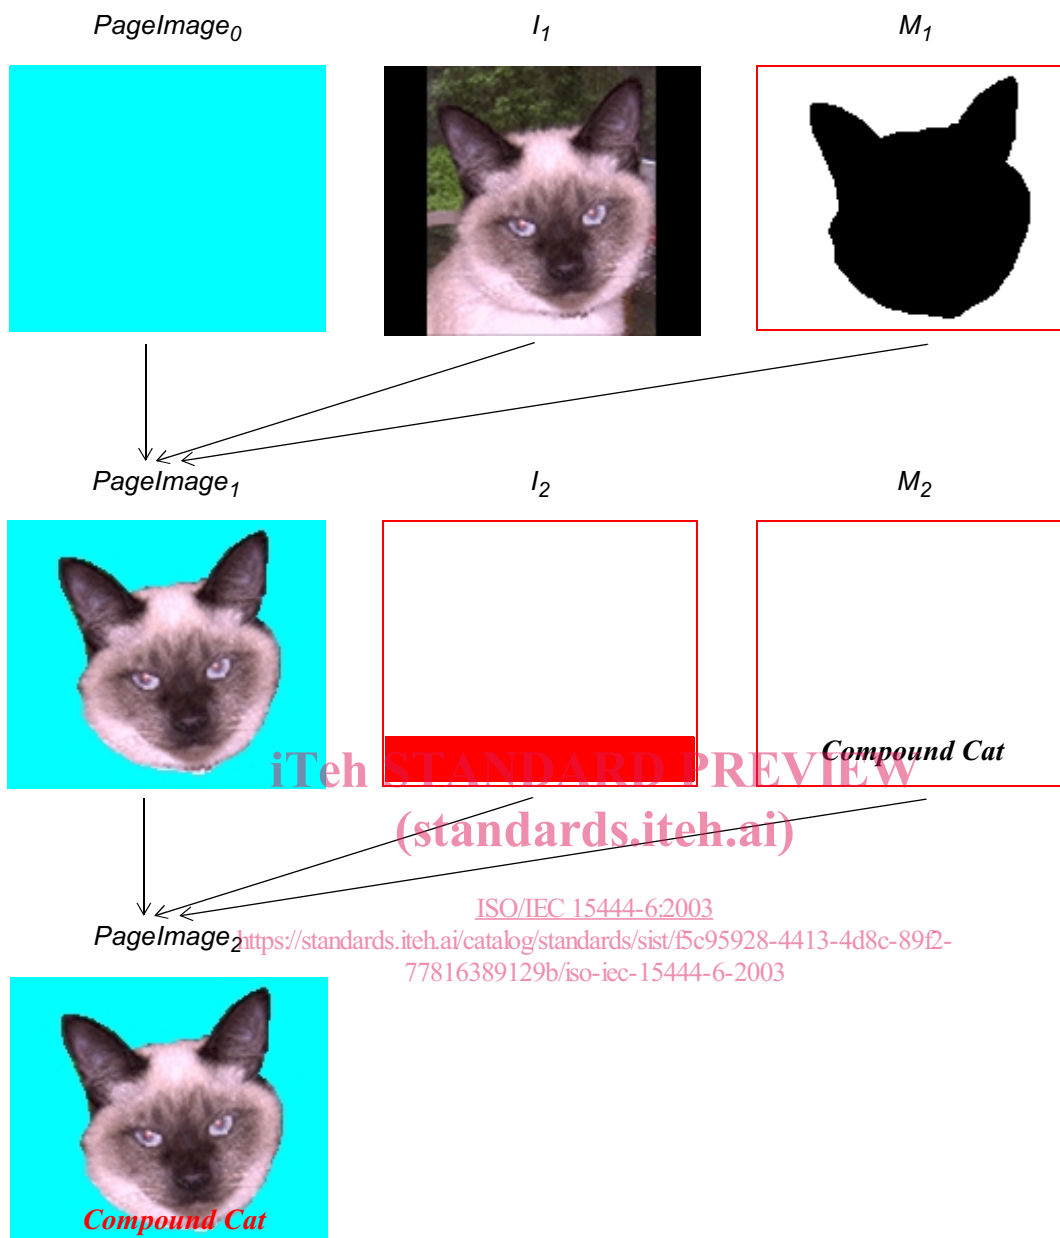 PageImage0 I1 M1
PageImage1 I2 M2
Compound Cat
iTeh STANDARD PREVIEW
(standards.iteh.ai)
ISO/IEC 15444-6:2003
PageImage2
https://standards.iteh.ai/catalog/standards/sist/f5c95928-4413-4d8c-89f2-
77816389129b/iso-iec-15444-6-2003
Compound Cat